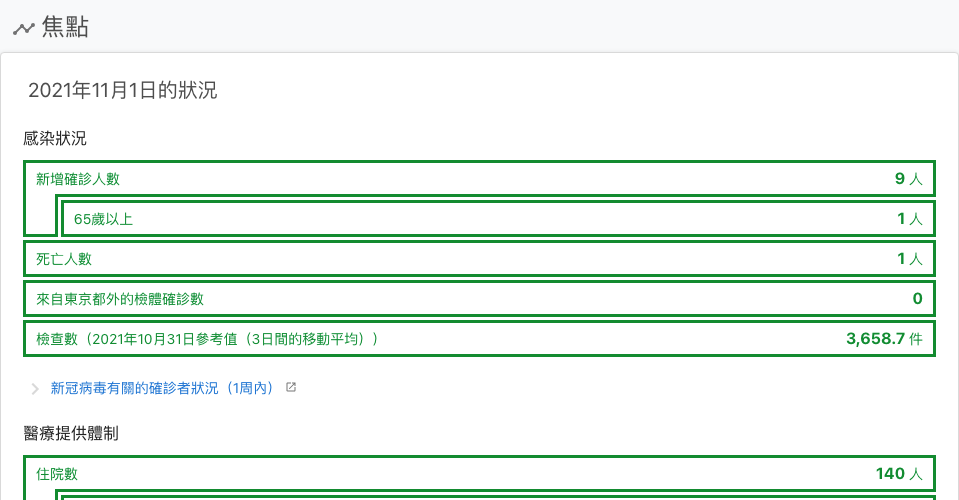 焦點
2021年11月1日的狀況
感染狀況
新增確診人數 9 人
65歲以上 1 人
死亡人數 1 人
來自東京都外的檢體確診數 0
檢查數（2021年10月31日參考值（3日間的移動平均）） 3,658.7 件
新冠病毒有關的確診者狀況（1周內）
醫療提供體制
住院數 140 人